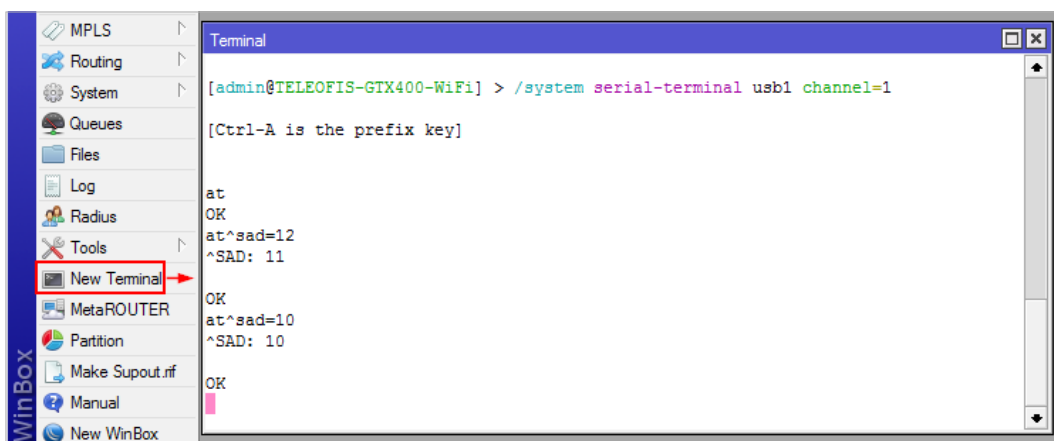 MPLS
Routing
System
Queues
Files
Log
Radius
Tools
New Terminal
MetaROUTER
Partition
Make Supout.rif
Manual
New WinBox
WinBox
Terminal
[admin@TELEOFIS-GTX400-WiFi] > /system serial-terminal usb1 channel=1
[Ctrl-A is the prefix key]
at
OK
at^sad=12
^SAD: 11
OK
at^sad=10
^SAD: 10
OK